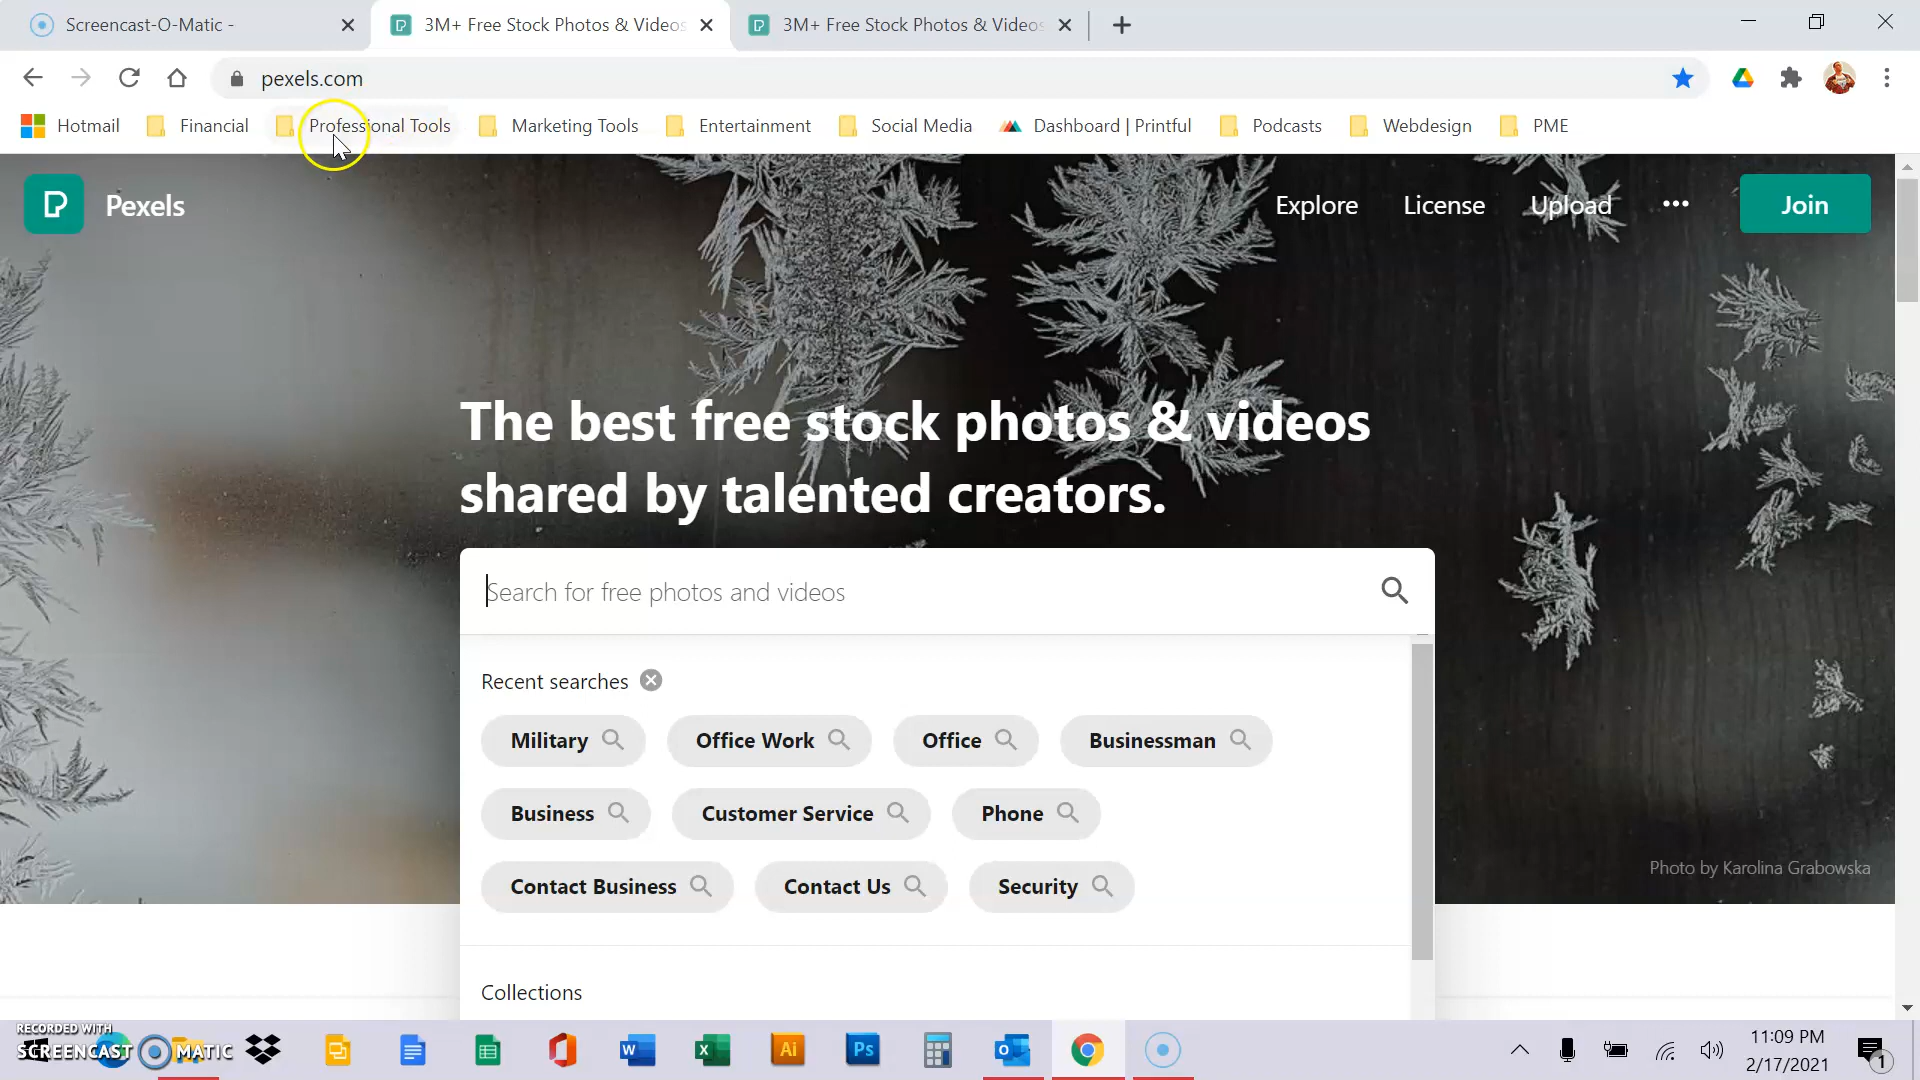 Screencast-O-Matic -
3M+ Free Stock Photos & Videos
3M+ Free Stock Photos & Videos
pexels.com
Hotmail
Financial
Professional Tools
Marketing Tools
Entertainment
Social Media
Dashboard | Printful
Podcasts
Webdesign
PME
Pexels
Explore
License
Upload
Join
The best free stock photos & videos
shared by talented creators.
Search for free photos and videos
Recent searches
Military
Office Work
Office
Businessman
Business
Customer Service
Phone
Contact Business
Contact Us
Security
Photo by Karolina Grabowska
Collections
RECORDED WITH
SCREENCAST MATIC
W
X
Ai
Ps
11:09 PM
2/17/2021
1